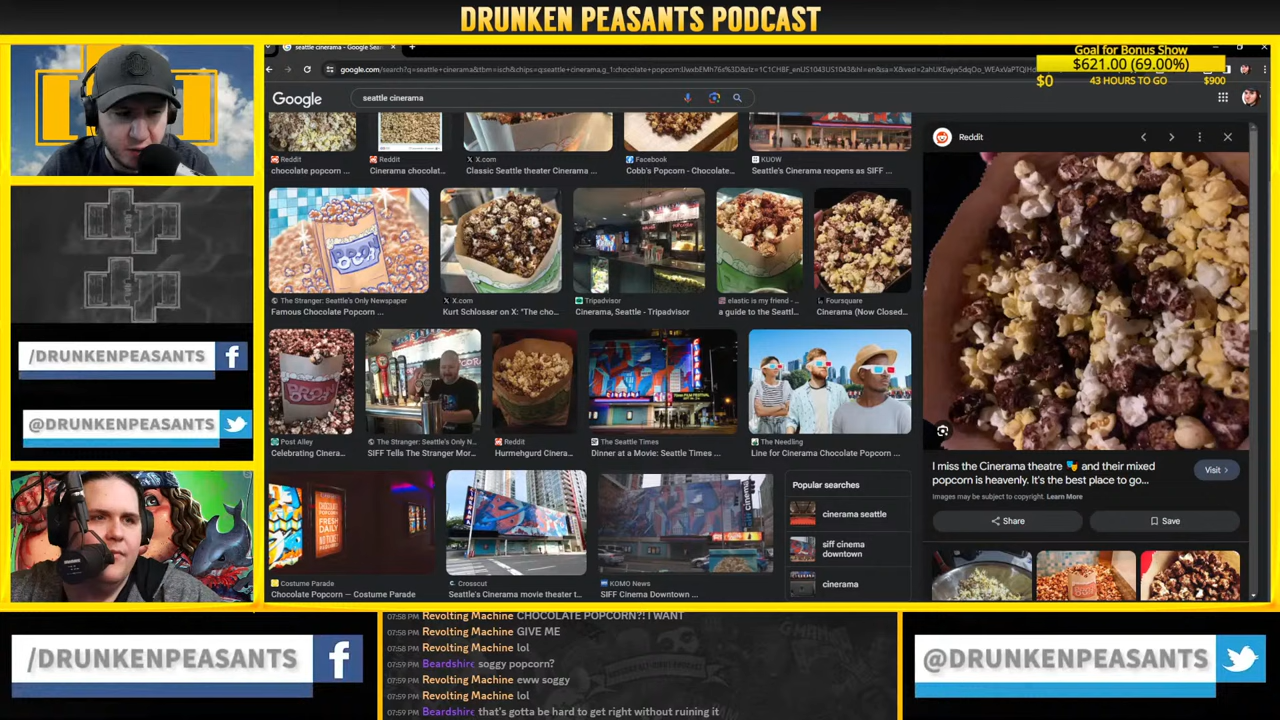 DRUNKEN PEASANTS PODCAST
Goal for Bonus Show
$621.00 (69.00%)
$0
43 HOURS TO GO
$900
seattle cinerama - Google Sear
Google
seattle cinerama
Reddit
chocolate popcorn ...
Reddit
Cinerama chocolat...
X.com
Classic Seattle theater Cinerama ...
Facebook
Cobb's Popcorn - Chocolate...
KUOW
Seattle's Cinerama reopens as SIFF ...
The Stranger: Seattle's Only Newspaper
Famous Chocolate Popcorn ...
X.com
Kurt Schlosser on X: "The cho...
Tripadvisor
Cinerama, Seattle - Tripadvisor
elastic is my friend - ...
a guide to the Seattl...
Foursquare
Cinerama (Now Closed...
Post Alley
Celebrating Cinera...
The Stranger: Seattle's Only N...
SIFF Tells The Stranger Mor...
Reddit
Hurmehgurd Cinera...
The Seattle Times
Dinner at a Movie: Seattle Times ...
The Needling
Line for Cinerama Chocolate Popcorn ...
Costume Parade
Chocolate Popcorn — Costume Parade
Crosscut
Seattle's Cinerama movie theater t...
KOMO News
SIFF Cinema Downtown ...
Popular searches
cinerama seattle
siff cinema
downtown
cinerama
Reddit
I miss the Cinerama theatre 🎭 and their mixed
popcorn is heavenly. It's the best place to go...
Visit
Images may be subject to copyright. Learn More
Share
Save
/DRUNKENPEASANTS
@DRUNKENPEASANTS
07:58 PM Revolting Machine CHOCOLATE POPCORN?! I WANT
07:58 PM Revolting Machine GIVE ME
07:58 PM Revolting Machine lol
07:59 PM Beardshire soggy popcorn?
07:59 PM Revolting Machine eww soggy
07:59 PM Revolting Machine lol
07:59 PM Beardshire that's gotta be hard to get right without ruining it
/DRUNKENPEASANTS
@DRUNKENPEASANTS